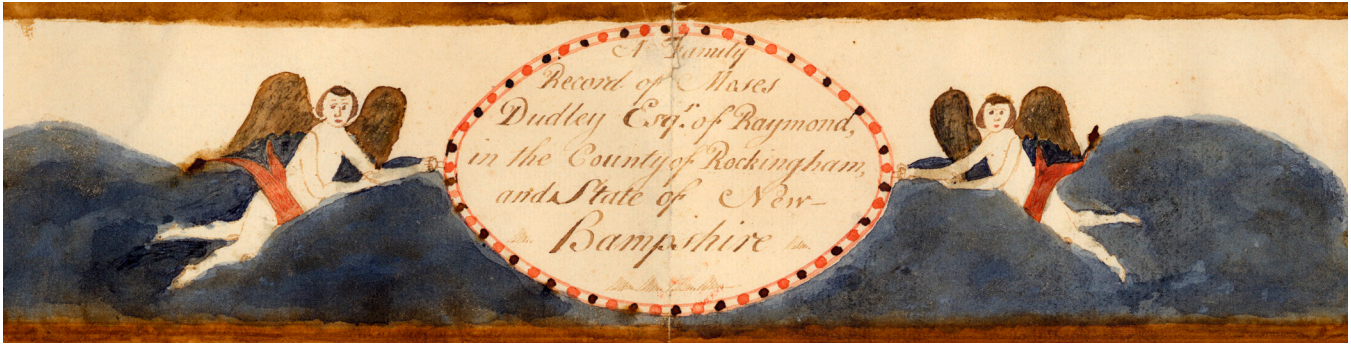 A Family
Record of Moses
Dudley Esqr. of Raymond,
in the County of Rockingham,
and State of New-
Hampshire